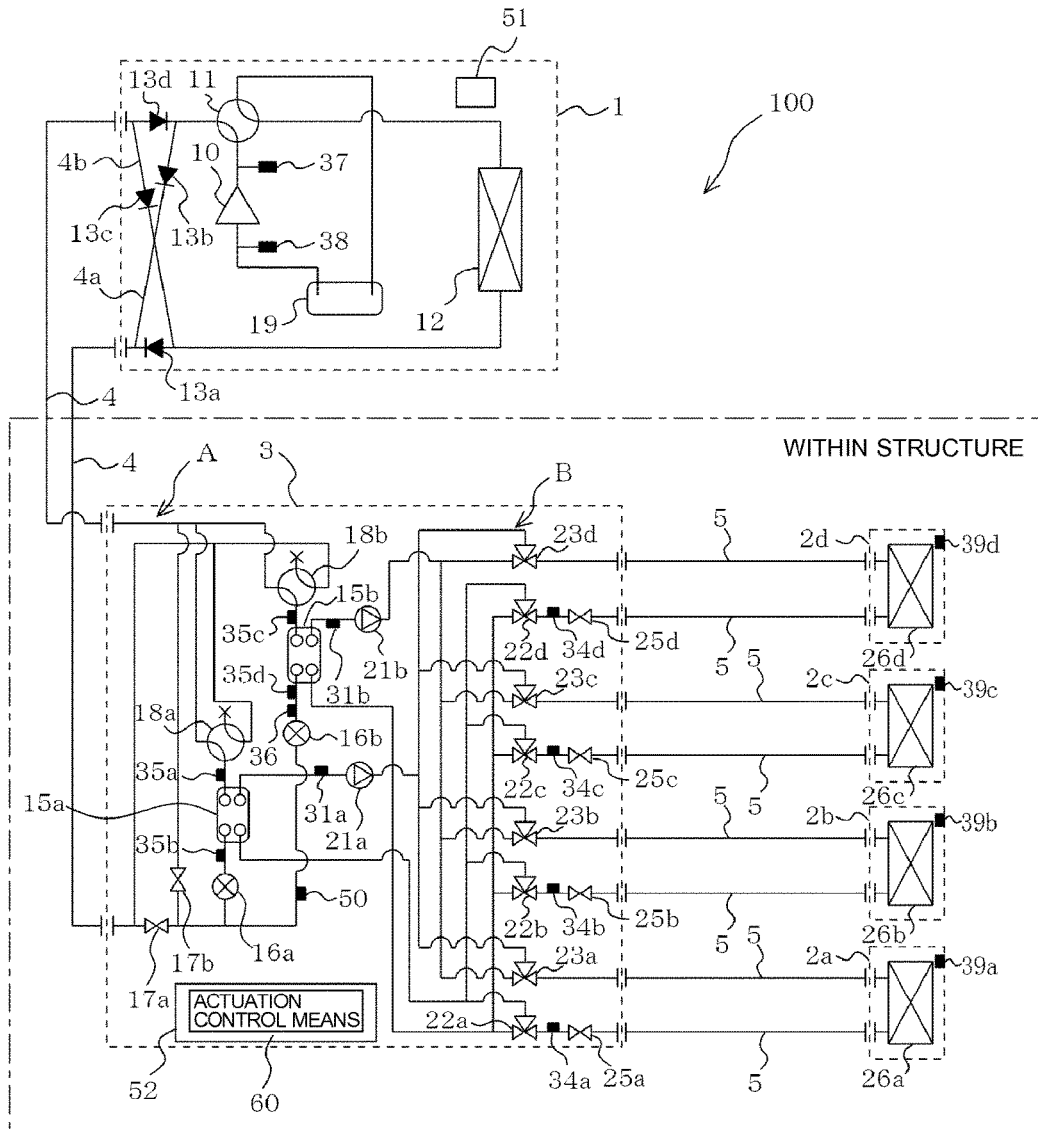 51
13d
11
1
100
10
37
4b
13c
13b
38
4a
19
12
13a
4
WITHIN STRUCTURE
4
A
3
B
5
2d
39d
18b
23d
15b
35c
21b
31b
22d
34d
25d
5
26d
35d
23c
5
2c
39c
18a
36
16b
35a
22c
34c
25c
5
26c
15a
31a
21a
23b
5
2b
39b
35b
50
22b
34b
25b
5
26b
17b
16a
23a
5
2a
39a
17a
ACTUATION
CONTROL MEANS
22a
52
60
34a
25a
5
26a